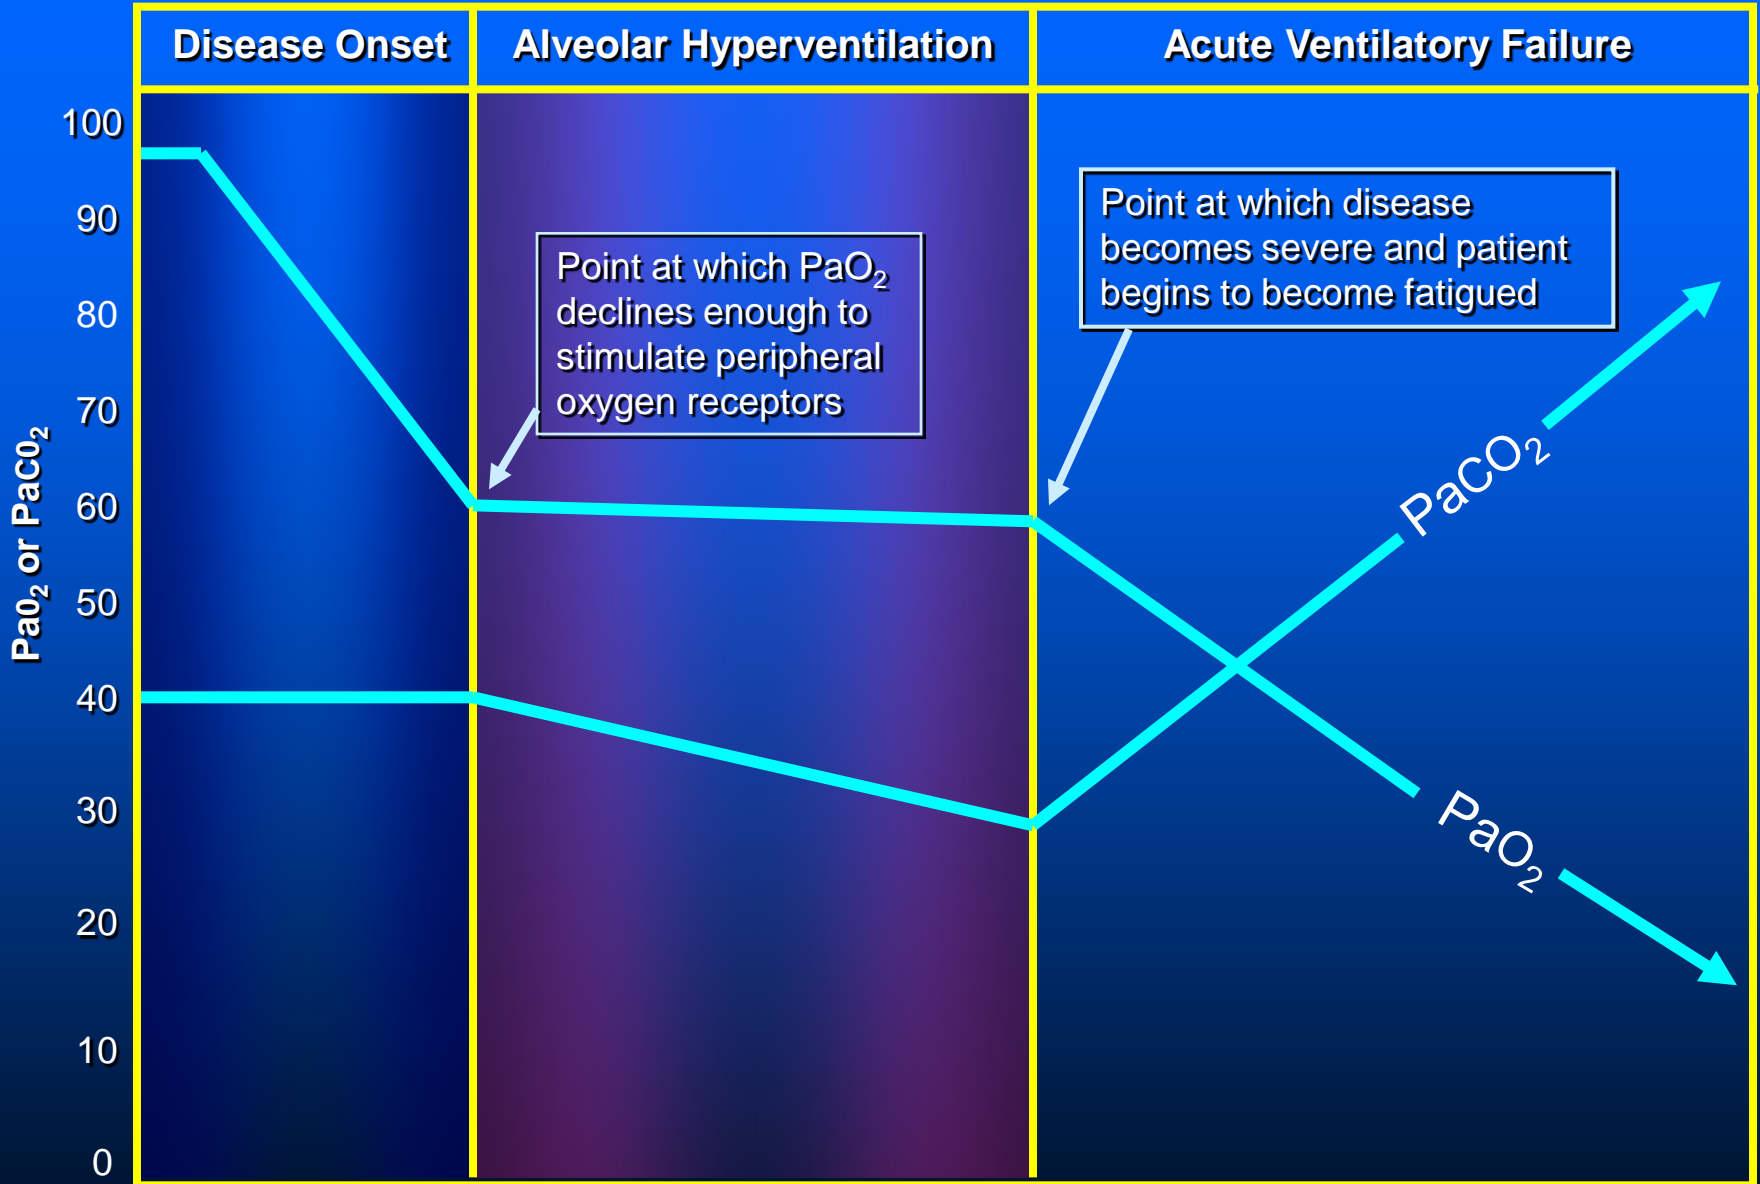 Disease Onset
Alveolar Hyperventilation
Acute Ventilatory Failure
100
90
80
70
60
50
40
30
20
10
0
Pa0₂ or PaC0₂
Point at which PaO₂
declines enough to
stimulate peripheral
oxygen receptors
Point at which disease
becomes severe and patient
begins to become fatigued
PaCO₂
PaO₂